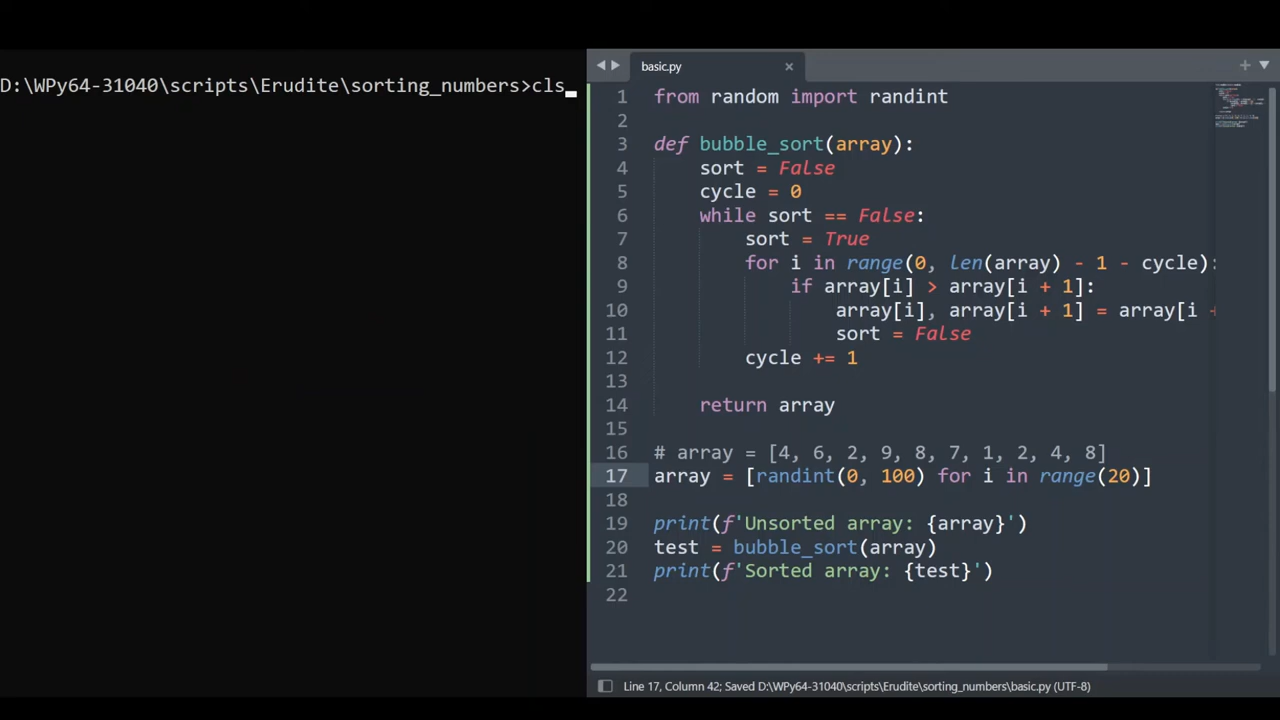 D:\WPy64-31040\scripts\Erudite\sorting_numbers>cls
basic.py
1 from random import randint
2
3 def bubble_sort(array):
4 sort = False
5 cycle = 0
6 while sort == False:
7 sort = True
8 for i in range(0, len(array) - 1 - cycle):
9 if array[i] > array[i + 1]:
10 array[i], array[i + 1] = array[i +
11 sort = False
12 cycle += 1
13
14 return array
15
16 # array = [4, 6, 2, 9, 8, 7, 1, 2, 4, 8]
17 array = [randint(0, 100) for i in range(20)]
18
19 print(f'Unsorted array: {array}')
20 test = bubble_sort(array)
21 print(f'Sorted array: {test}')
22
Line 17, Column 42; Saved D:\WPy64-31040\scripts\Erudite\sorting_numbers\basic.py (UTF-8)